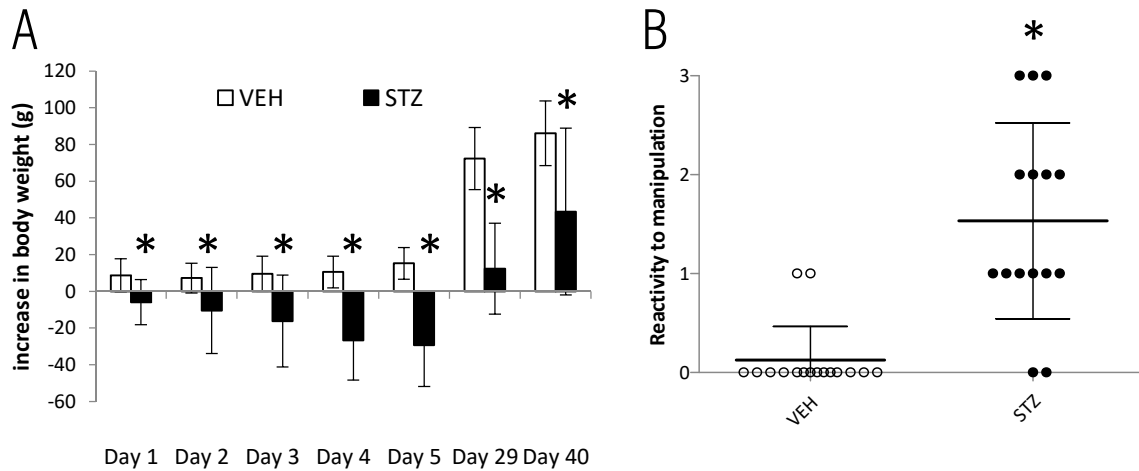 A
increase in body weight (g)
120
100
80
60
40
20
0
-20
-40
-60
VEH
STZ
*
*
*
*
*
*
*
Day 1 Day 2 Day 3 Day 4 Day 5 Day 29 Day 40
B
*
Reactivity to manipulation
3
2
1
0
VEH
STZ